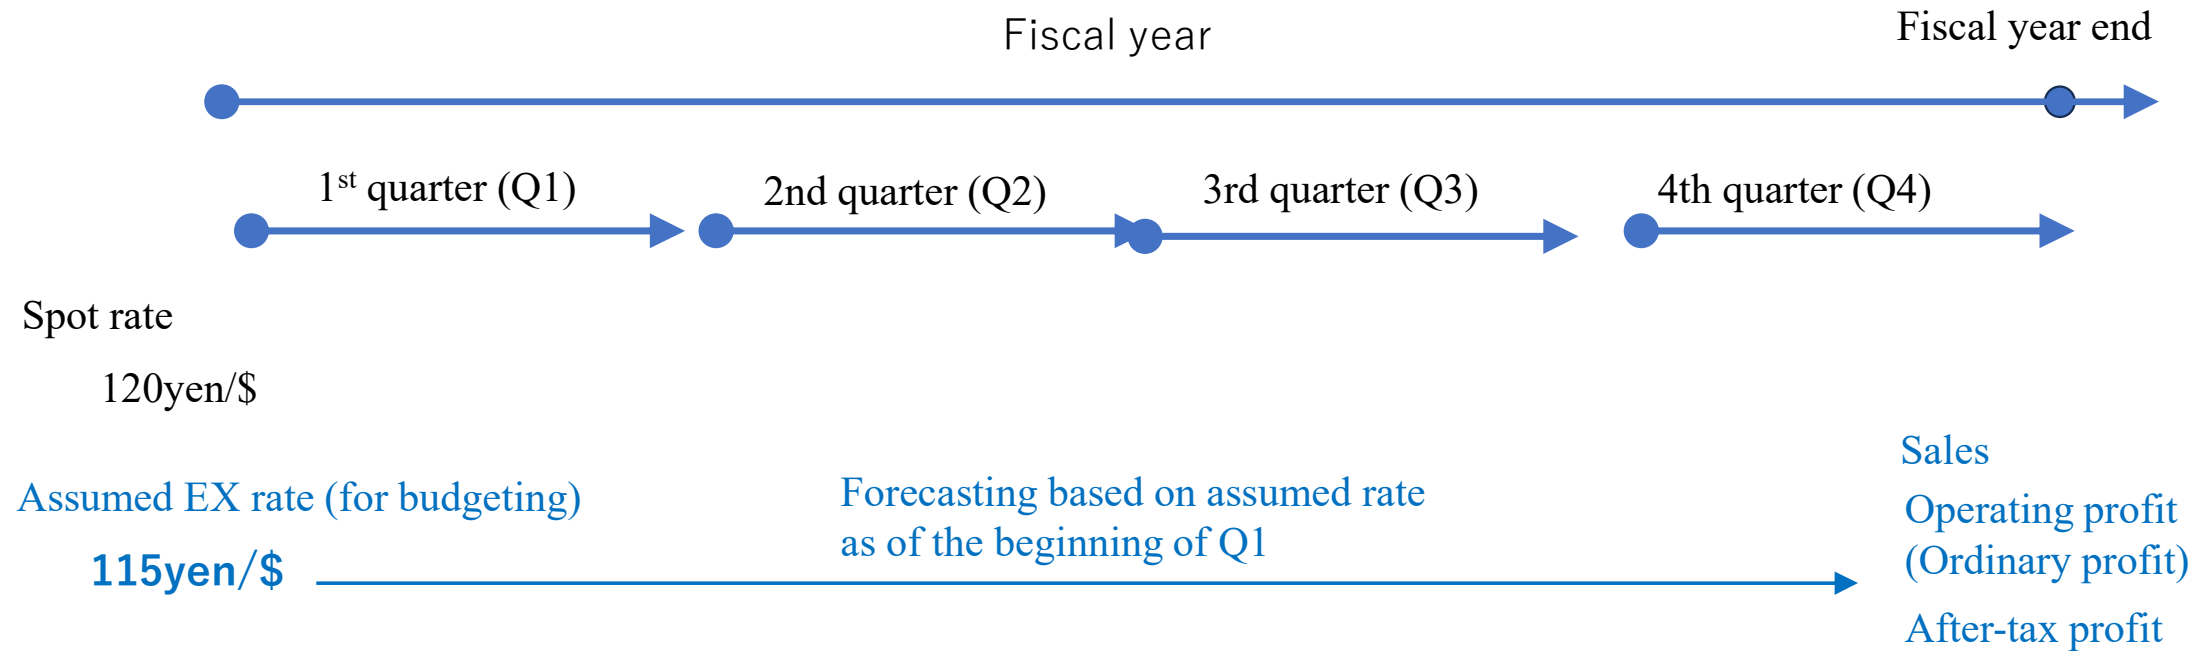 Fiscal year
Fiscal year end
1st quarter (Q1)
2nd quarter (Q2)
3rd quarter (Q3)
4th quarter (Q4)
Spot rate
120yen/$
Assumed EX rate (for budgeting)
115yen/$
Forecasting based on assumed rate
as of the beginning of Q1
Sales
Operating profit
(Ordinary profit)
After-tax profit